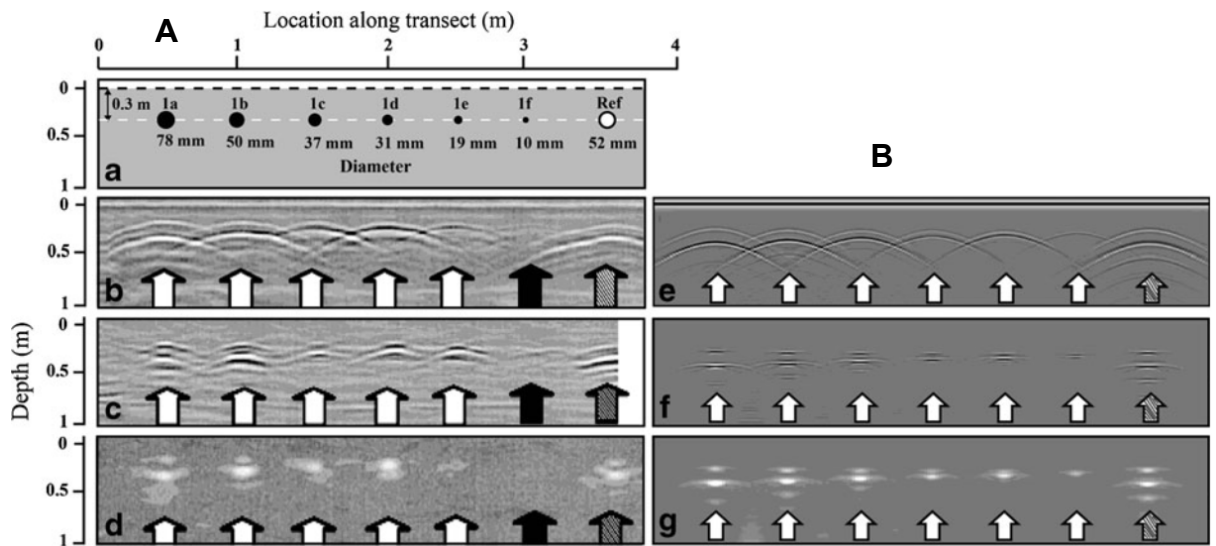 Location along transect (m)
A
0 1 2 3 4
0
0.3 m
1a 1b 1c 1d 1e 1f Ref
0.5
78 mm 50 mm 37 mm 31 mm 19 mm 10 mm 52 mm
Diameter
1
a
B
0
0.5
1
b
e
Depth (m)
0
0.5
1
c
f
0
0.5
1
d
g